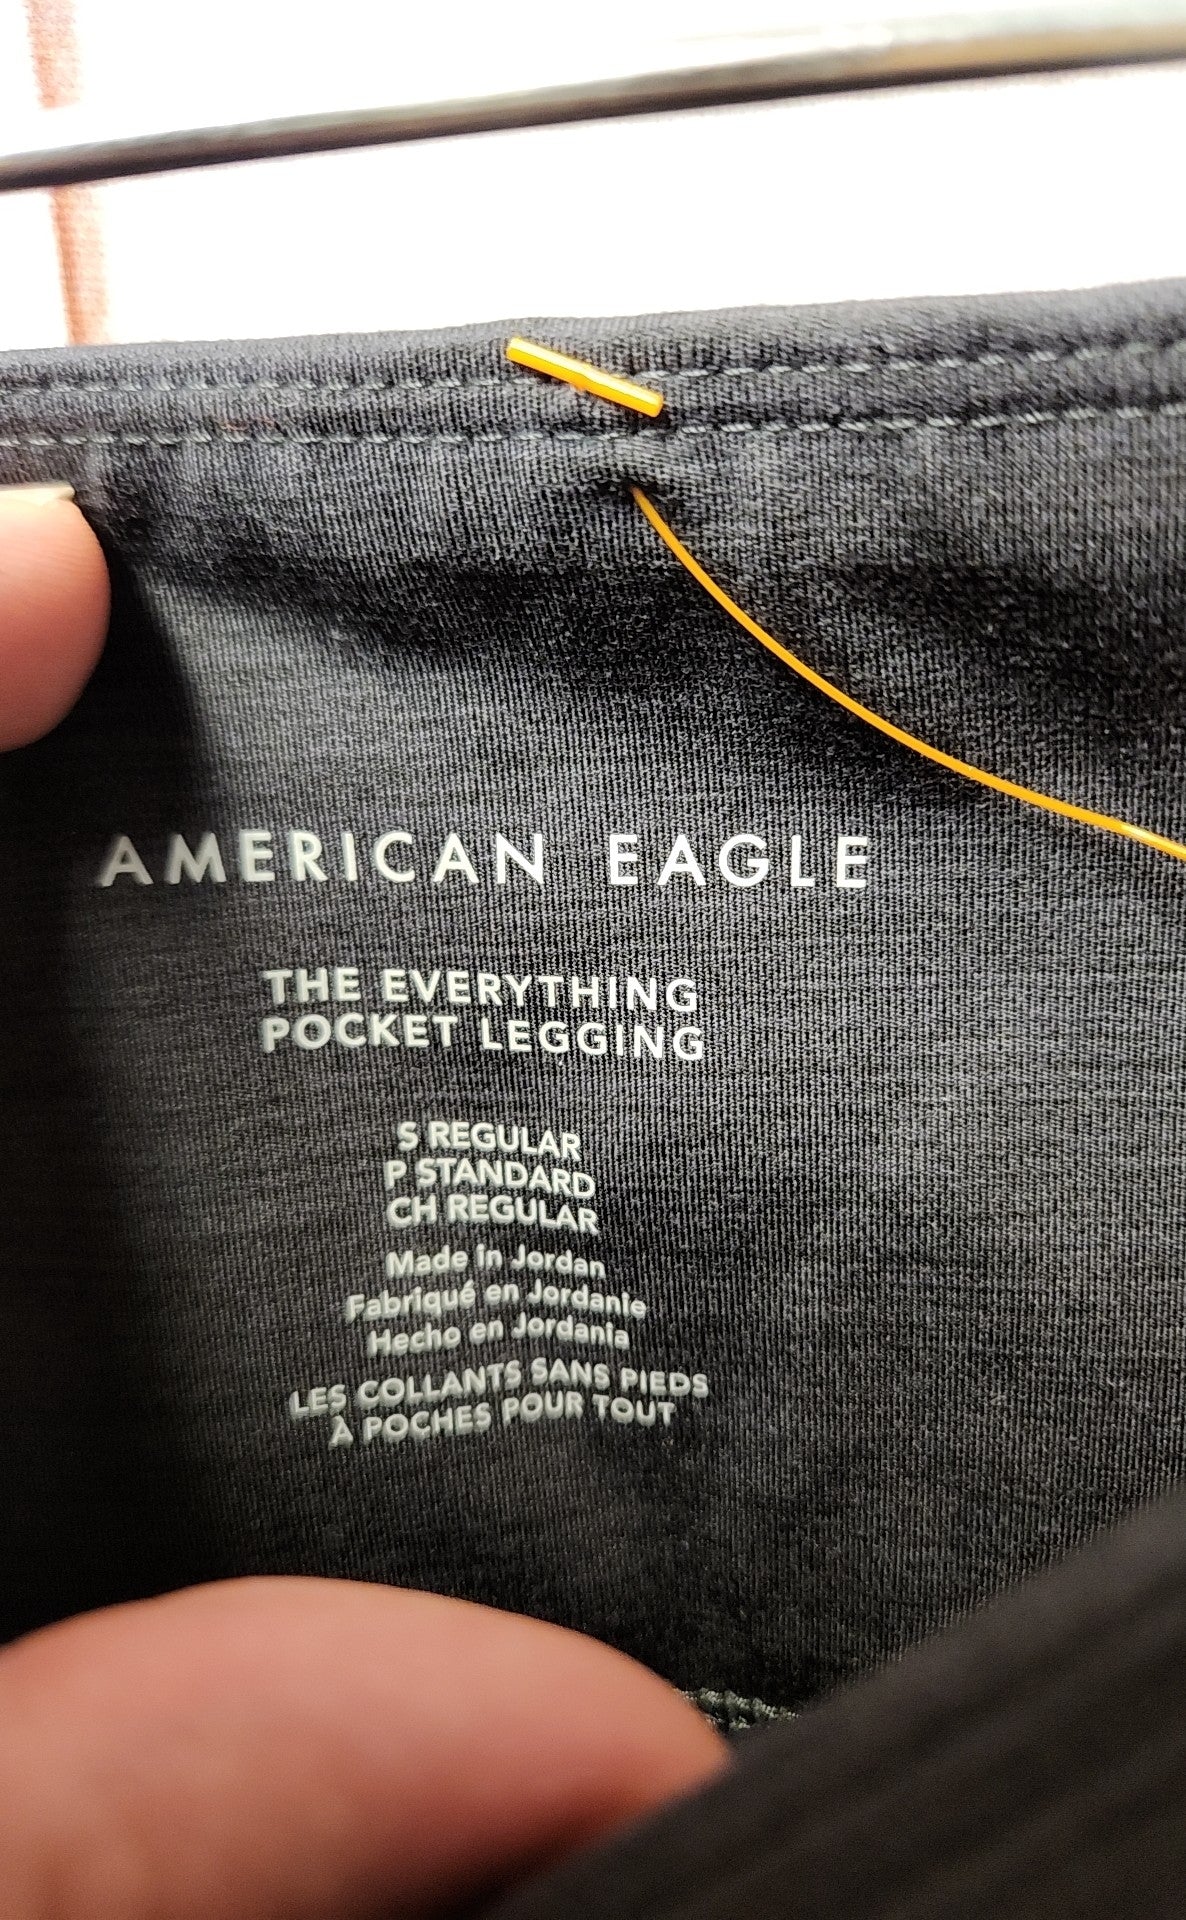 AMERICAN EAGLE
THE EVERYTHING
POCKET LEGGING
S REGULAR
P STANDARD
CH REGULAR
Made in Jordan
Fabriqué en Jordanie
Hecho en Jordania
LES COLLANTS SANS PIEDS
À POCHES POUR TOUT